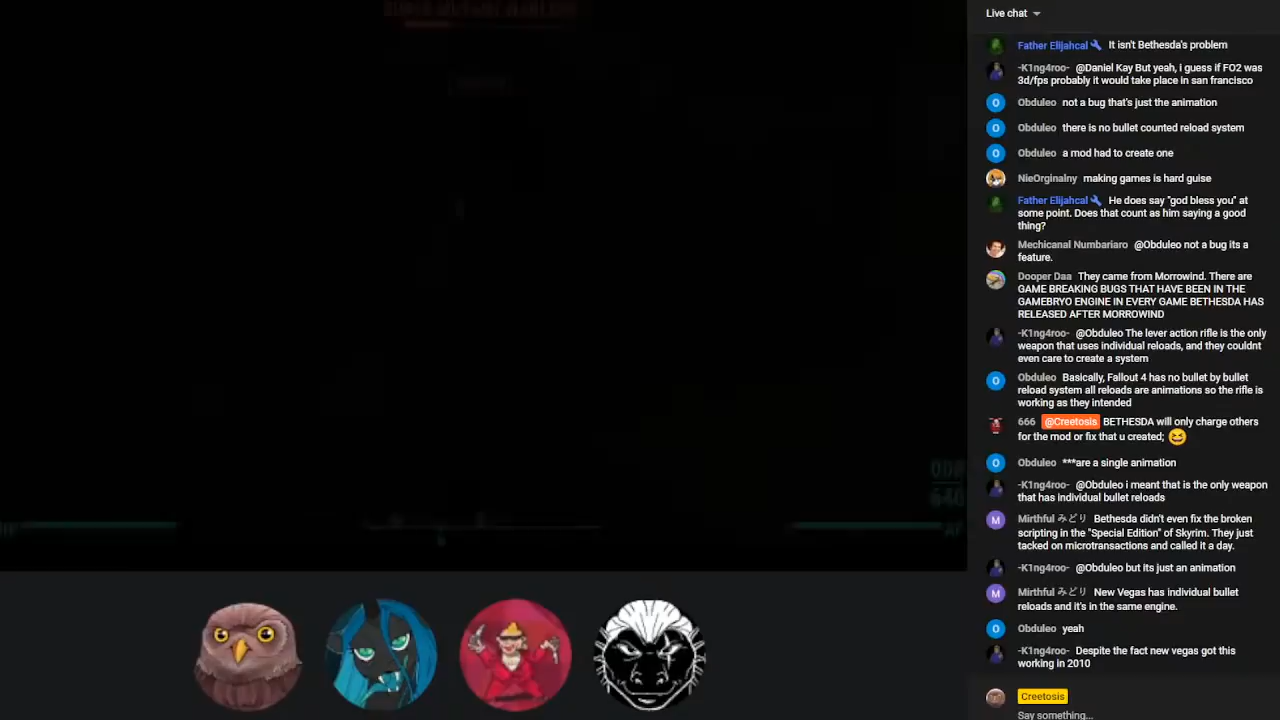 Live chat
Father Elijahcal It isn't Bethesda's problem
-K1ng4roo- @Daniel Kay But yeah, i guess if FO2 was
3d/fps probably it would take place in san francisco
Obduleo not a bug that's just the animation
Obduleo there is no bullet counted reload system
Obduleo a mod had to create one
NieOrginalny making games is hard guise
Father Elijahcal He does say "god bless you" at
some point. Does that count as him saying a good
thing?
Mechicanal Numbariaro @Obduleo not a bug its a
feature.
Dooper Daa They came from Morrowind. There are
GAME BREAKING BUGS THAT HAVE BEEN IN THE
GAMEBRYO ENGINE IN EVERY GAME BETHESDA HAS
RELEASED AFTER MORROWIND
-K1ng4roo- @Obduleo The lever action rifle is the only
weapon that uses individual reloads, and they couldnt
even care to create a system
O Obduleo Basically, Fallout 4 has no bullet by bullet
reload system all reloads are animations so the rifle is
working as they intended
666 @Creetosis BETHESDA will only charge others
for the mod or fix that u created; 😆
O Obduleo ***are a single animation
-K1ng4roo- @Obduleo i meant that is the only weapon
that has individual bullet reloads
M Mirthful みどり Bethesda didn't even fix the broken
scripting in the "Special Edition" of Skyrim. They just
tacked on microtransactions and called it a day.
-K1ng4roo- @Obduleo but its just an animation
M Mirthful みどり New Vegas has individual bullet
reloads and it's in the same engine.
O Obduleo yeah
-K1ng4roo- Despite the fact new vegas got this
working in 2010
Creetosis
Say something...